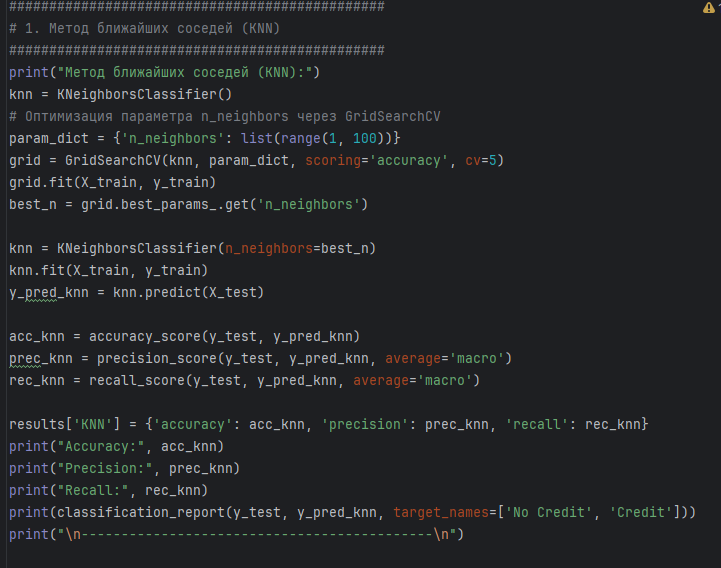 ###############################################
# 1. Метод ближайших соседей (KNN)
###############################################
print("Метод ближайших соседей (KNN):")
knn = KNeighborsClassifier()
# Оптимизация параметра n_neighbors через GridSearchCV
param_dict = {'n_neighbors': list(range(1, 100))}
grid = GridSearchCV(knn, param_dict, scoring='accuracy', cv=5)
grid.fit(X_train, y_train)
best_n = grid.best_params_.get('n_neighbors')
knn = KNeighborsClassifier(n_neighbors=best_n)
knn.fit(X_train, y_train)
y_pred_knn = knn.predict(X_test)
acc_knn = accuracy_score(y_test, y_pred_knn)
prec_knn = precision_score(y_test, y_pred_knn, average='macro')
rec_knn = recall_score(y_test, y_pred_knn, average='macro')
results['KNN'] = {'accuracy': acc_knn, 'precision': prec_knn, 'recall': rec_knn}
print("Accuracy:", acc_knn)
print("Precision:", prec_knn)
print("Recall:", rec_knn)
print(classification_report(y_test, y_pred_knn, target_names=['No Credit', 'Credit']))
print("\n--------------------------------------------\n")